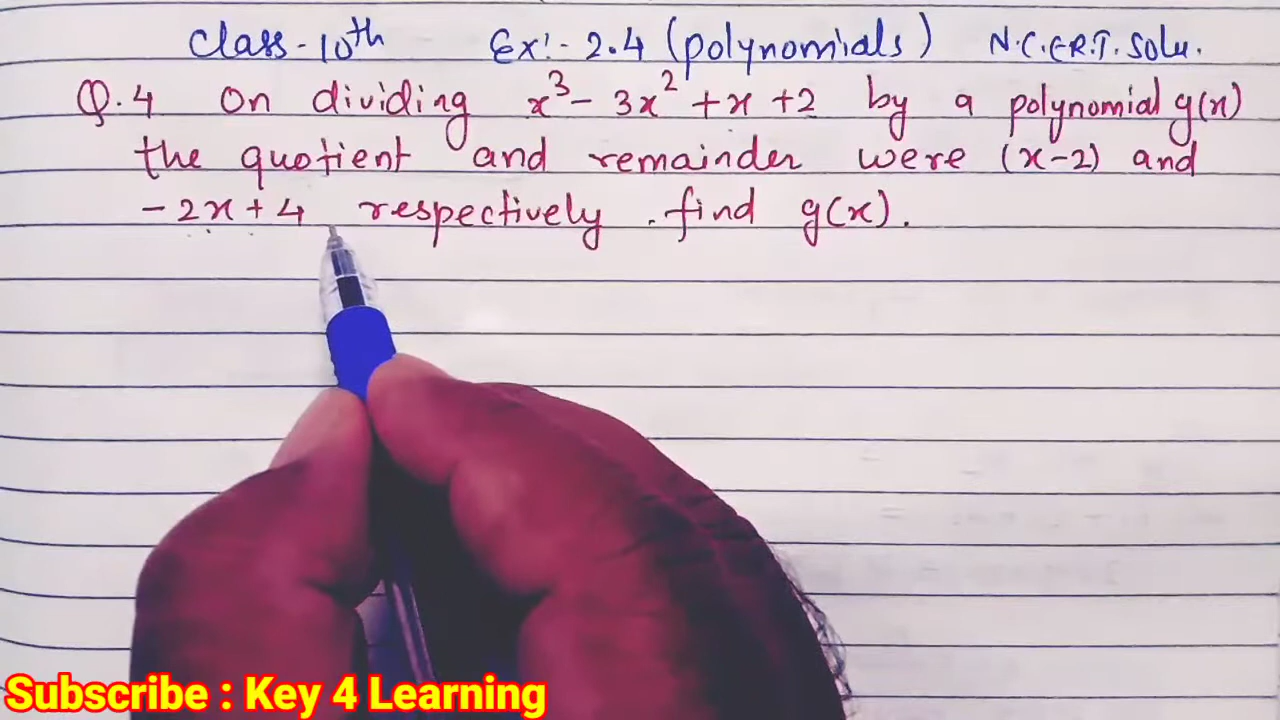 Class-10th Ex:- 2.4 (polynomials) N.C.E.R.T. Solu.
Q.4 On dividing x³- 3x² + x + 2 by a polynomial g(x)
the quotient and remainder were (x-2) and
-2x+4 respectively. find g(x).
Subscribe : Key 4 Learning